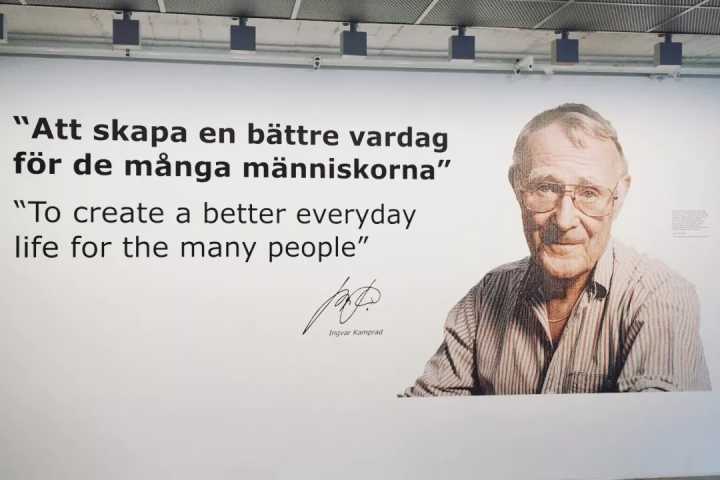 “Att skapa en bättre vardag
för de många människorna”
“To create a better everyday
life for the many people”
Ingvar Kamprad